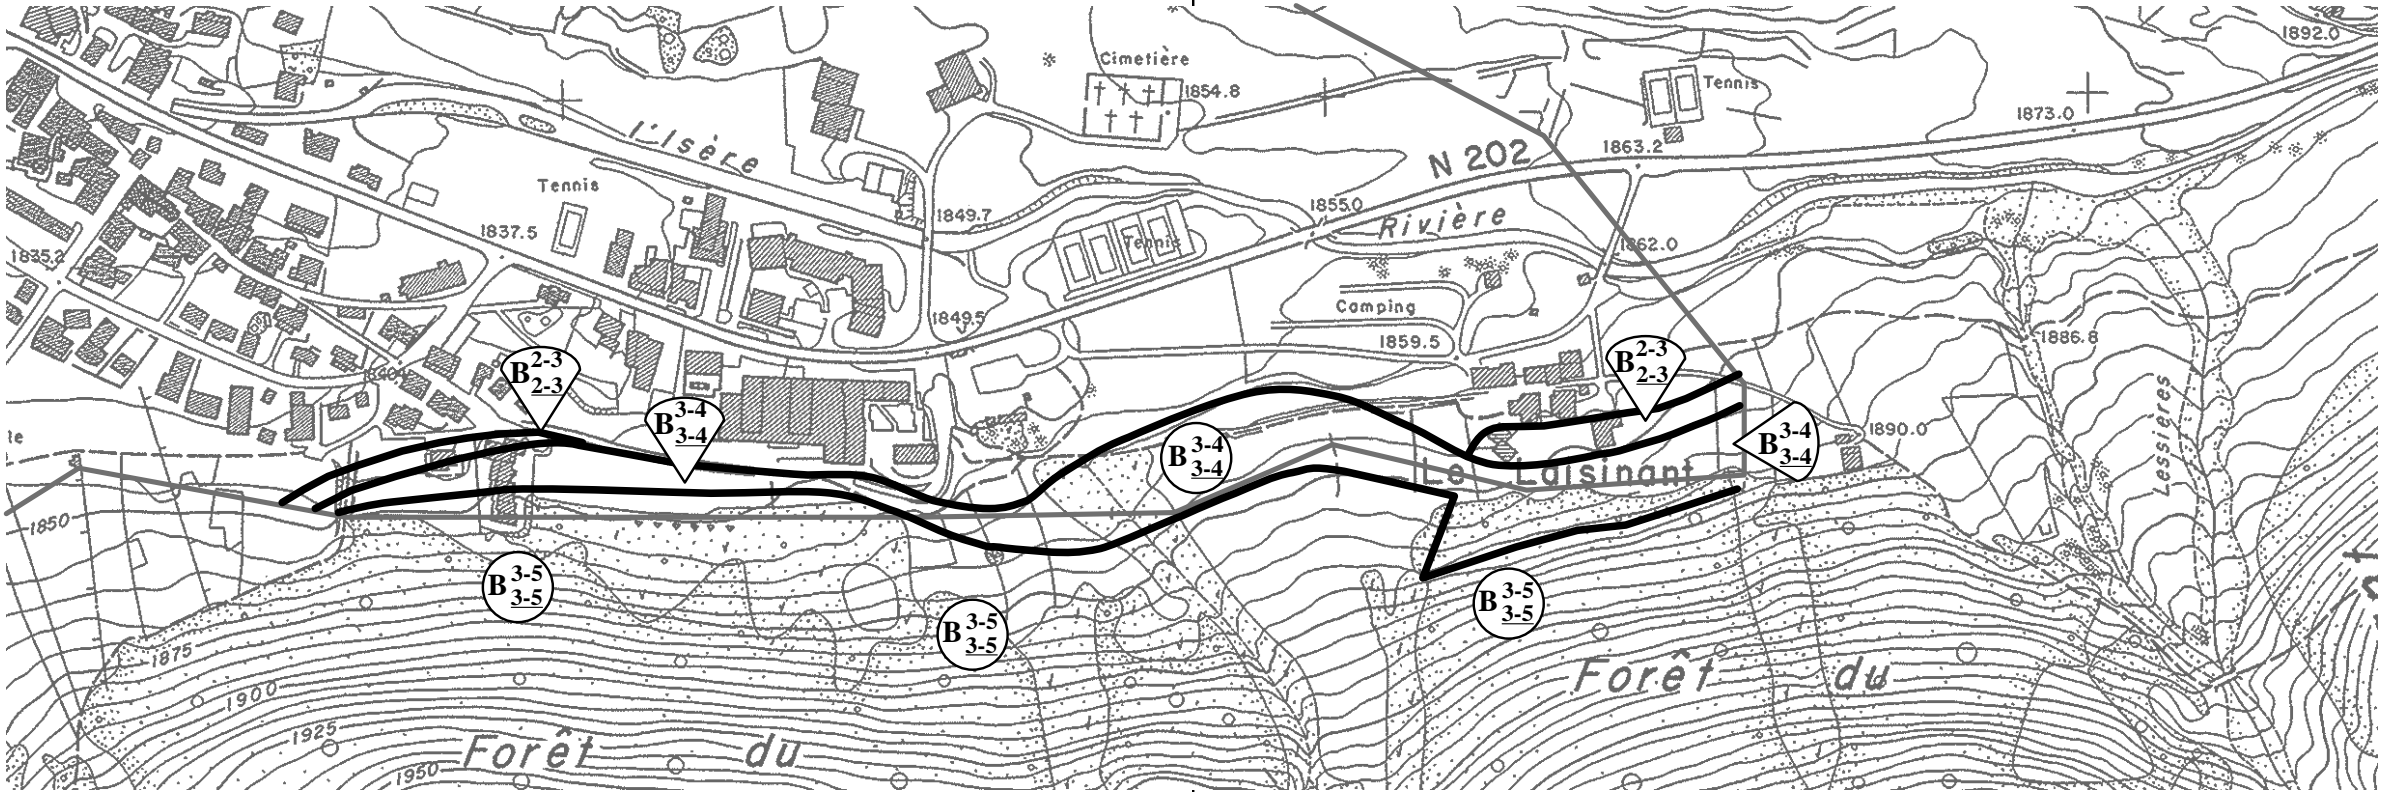 1892.0
Cimetière
1854.8
Tennis
1873.0
L'Isère
N 202
1863.2
Tennis
1837.5
1849.7
1855.0
Rivière
Tennis
1862.0
1835.2
Camping
1849.5
1859.5
1886.8
B 2-3
2-3
B 2-3
2-3
B 3-4
3-4
Lessières
le
B 3-4
3-4
B 3-4
3-4
1890.0
Le Laisinant
1850
B 3-5
3-5
B 3-5
3-5
B 3-5
3-5
1875
1900
Forêt du
1925
Forêt du
1950